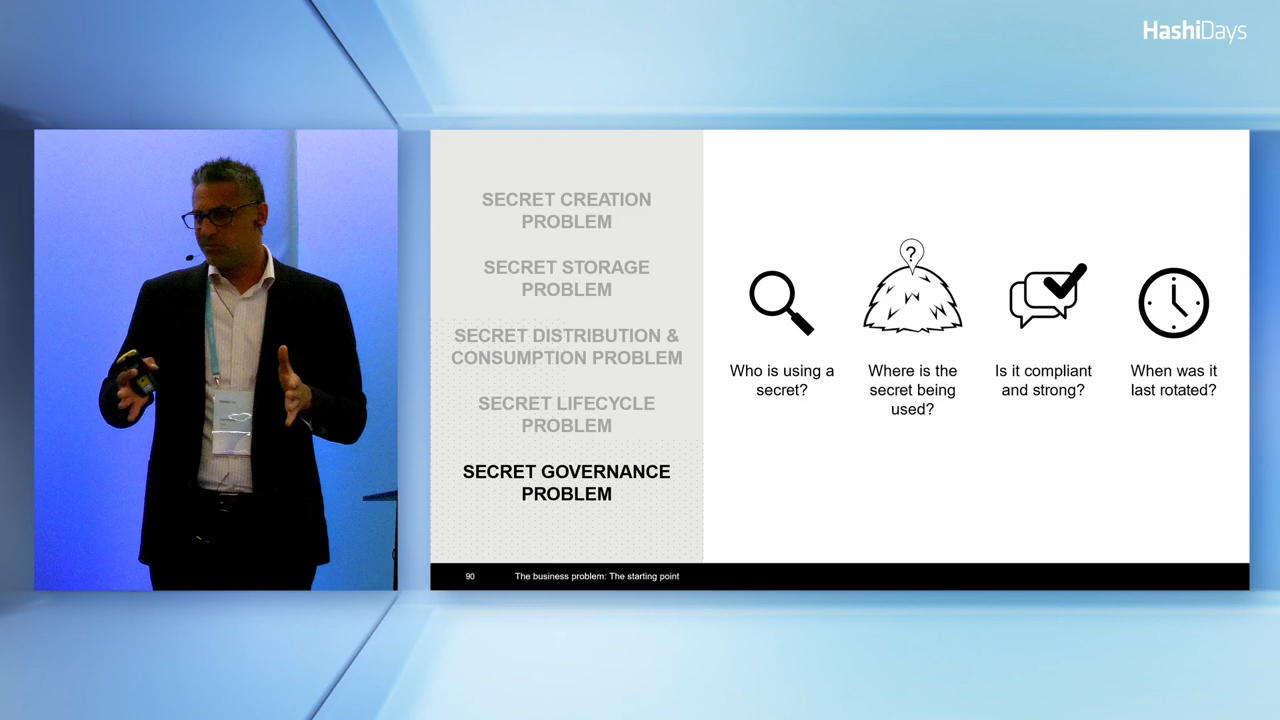 HashiDays
SECRET CREATION
PROBLEM
SECRET STORAGE
PROBLEM
SECRET DISTRIBUTION &
CONSUMPTION PROBLEM
SECRET LIFECYCLE
PROBLEM
SECRET GOVERNANCE
PROBLEM
?
Who is using a
secret?
Where is the
secret being
used?
Is it compliant
and strong?
When was it
last rotated?
90 The business problem: The starting point